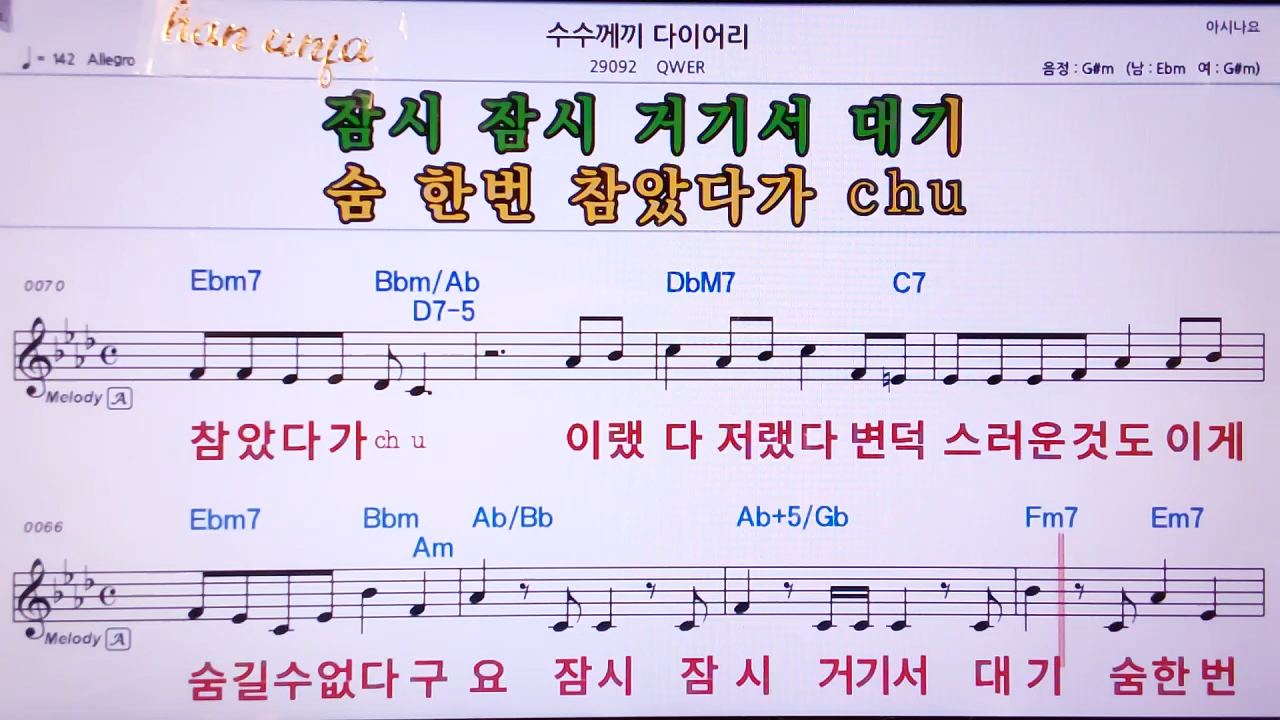 han unja
수수께끼 다이어리
아시나요
♩= 142 Allegro
29092 QWER
음정 : G#m (남 : Ebm 여 : G#m)
잠시 잠시 거기서 대기
숨 한번 참았다가 chu
0070
Ebm7 Bbm/Ab DbM7 C7
D7-5
Melody A
참았다가 chu 이랬다 저랬다 변덕 스러운것도 이게
0066
Ebm7 Bbm Ab/Bb Ab+5/Gb Fm7 Em7
Am
Melody A
숨길수없다구요 잠시 잠시 거기서 대기 숨한번